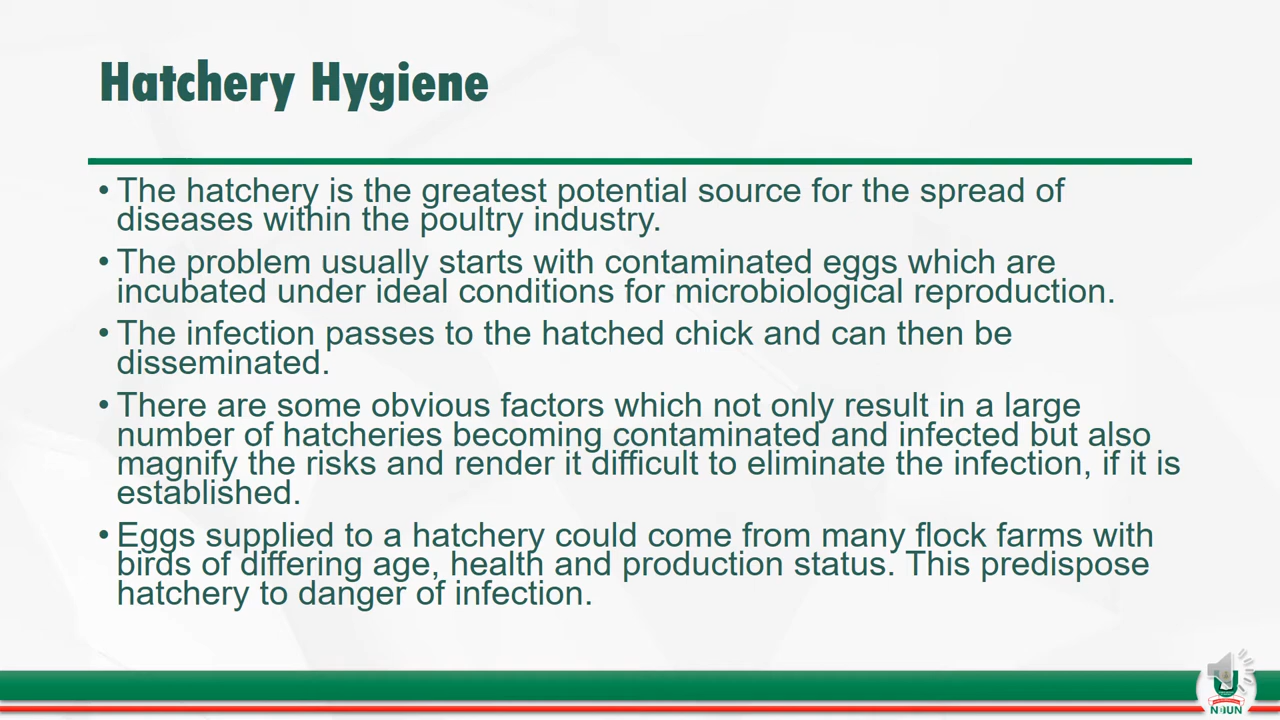 Hatchery Hygiene
• The hatchery is the greatest potential source for the spread of
diseases within the poultry industry.
• The problem usually starts with contaminated eggs which are
incubated under ideal conditions for microbiological reproduction.
• The infection passes to the hatched chick and can then be
disseminated.
• There are some obvious factors which not only result in a large
number of hatcheries becoming contaminated and infected but also
magnify the risks and render it difficult to eliminate the infection, if it is
established.
• Eggs supplied to a hatchery could come from many flock farms with
birds of differing age, health and production status. This predispose
hatchery to danger of infection.